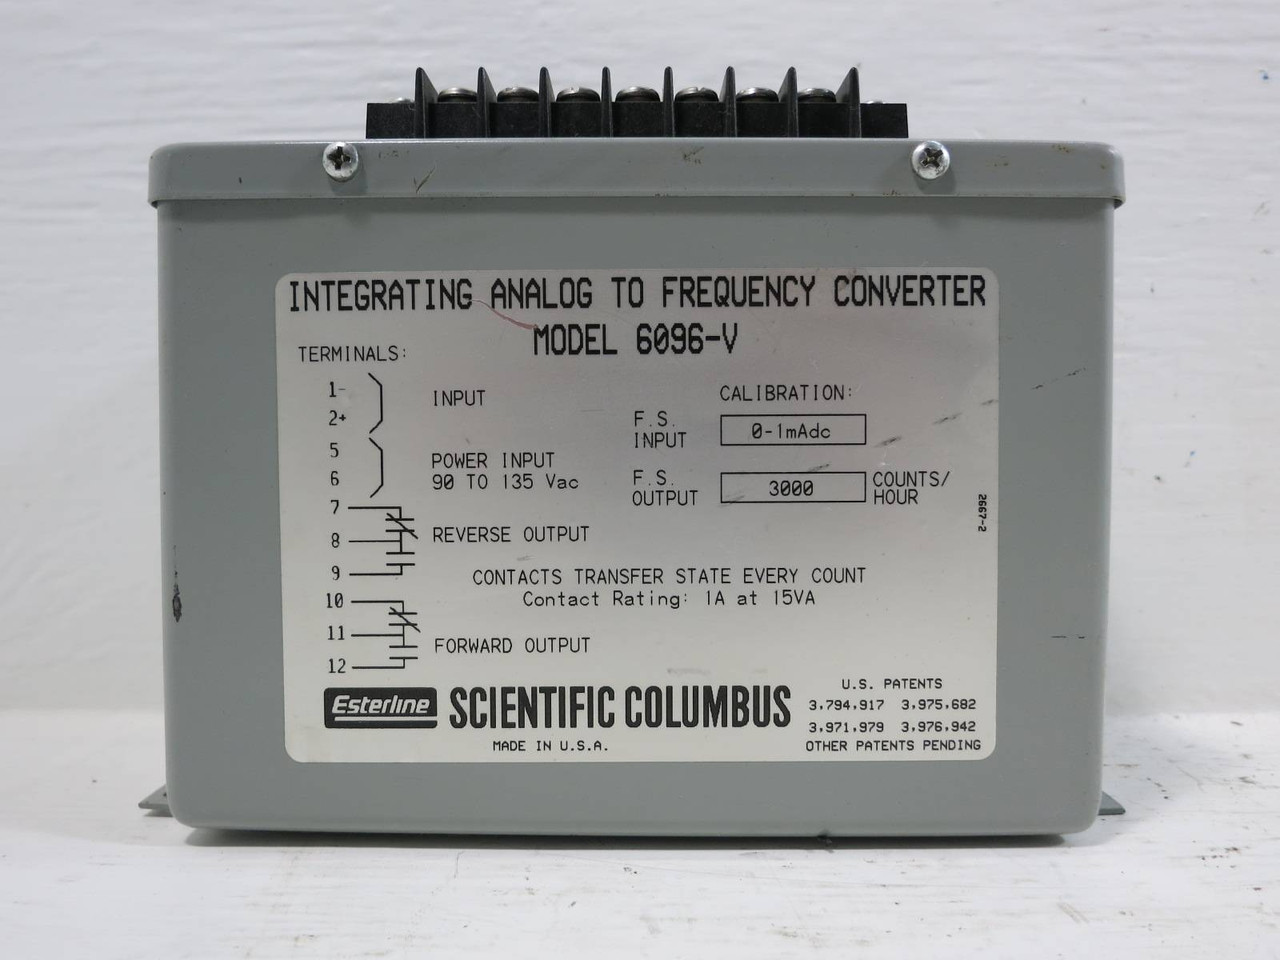 INTEGRATING ANALOG TO FREQUENCY CONVERTER
MODEL 6096-V
TERMINALS:
1-
2+
INPUT
5
6
POWER INPUT
90 TO 135 Vac
7
8
9
REVERSE OUTPUT
10
11
12
FORWARD OUTPUT
CALIBRATION:
F.S. INPUT
0-1mAdc
F.S. OUTPUT
3000
COUNTS/
HOUR
2667-2
CONTACTS TRANSFER STATE EVERY COUNT
Contact Rating: 1A at 15VA
Esterline SCIENTIFIC COLUMBUS
MADE IN U.S.A.
U.S. PATENTS
3,794,917 3,975,682
3,971,979 3,976,942
OTHER PATENTS PENDING